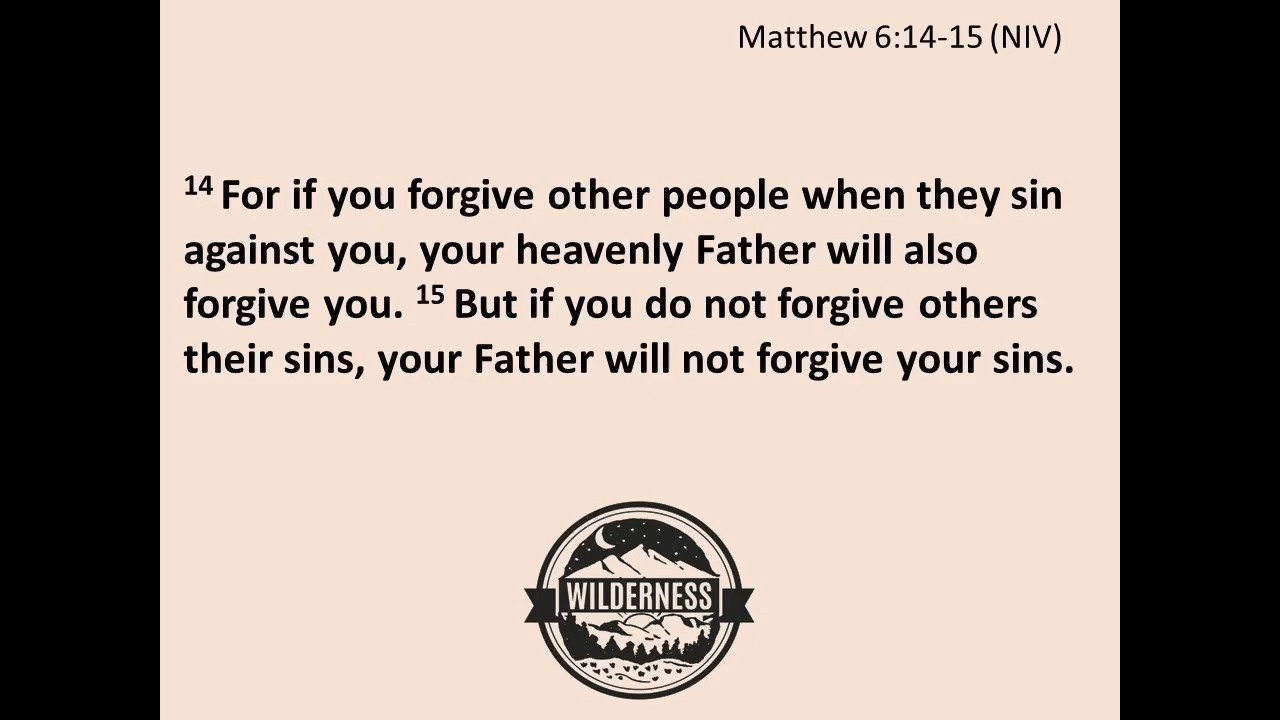 Matthew 6:14-15 (NIV)
14 For if you forgive other people when they sin
against you, your heavenly Father will also
forgive you. 15 But if you do not forgive others
their sins, your Father will not forgive your sins.
WILDERNESS